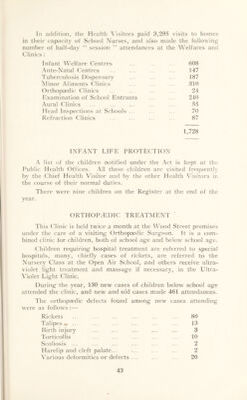 In addition, the Health Visitors paid 3,293 visits to homes
in their capacity of School Nurses, and also made the following
number of half-day " session " attendances at the Welfares and
Clinics:
Infant Welfare Centres ... ... 608
Ante-Natal Centres ... ... 147
Tuberculosis Dispensary ... ... 187
Minor Ailments Clinics ... ... 310
Orthopaedic Clinics ... ... 24
Examination of School Entrants ... 240
Aural Clinics ... ... 55
Head Inspections at Schools ... ... 70
Refraction Clinics ... ... 87
1,728
INFANT LIFE PROTECTION
A list of the children notified under the Act is kept at the
Public Health Offices. All these children are visited frequently
by the Chief Health Visitor and by the other Health Visitors in
the course of their normal duties.
There were nine children on the Register at the end of the
year.
ORTHOPÆDIC TREATMENT
This Clinic is held twice a month at the Wood Street premises
under the care of a visiting Orthopædic Surgeon. It is a com-
bined clinic for children, both of school age and below school age.
Children requiring hospital treatment are referred to special
hospitals, many, chiefly cases of rickets, are referred to the
Nursery Class at the Open Air School, and others receive ultra-
violet light treatment and massage if necessary, in the Ultra-
Violet Light Clinic.
During the year, 130 new cases of children below school age
attended the clinic, and new and old cases made 461 attendances.
The orthopædic defects found among new cases attending
were as follows:—
Rickets ... 80
Talipes ... 13
Birth injury ... 3
Torticollis ... 10
Scoliosis ... 2
Harelip and cleft palate ... 2
Various deformities or defects ... 20
43